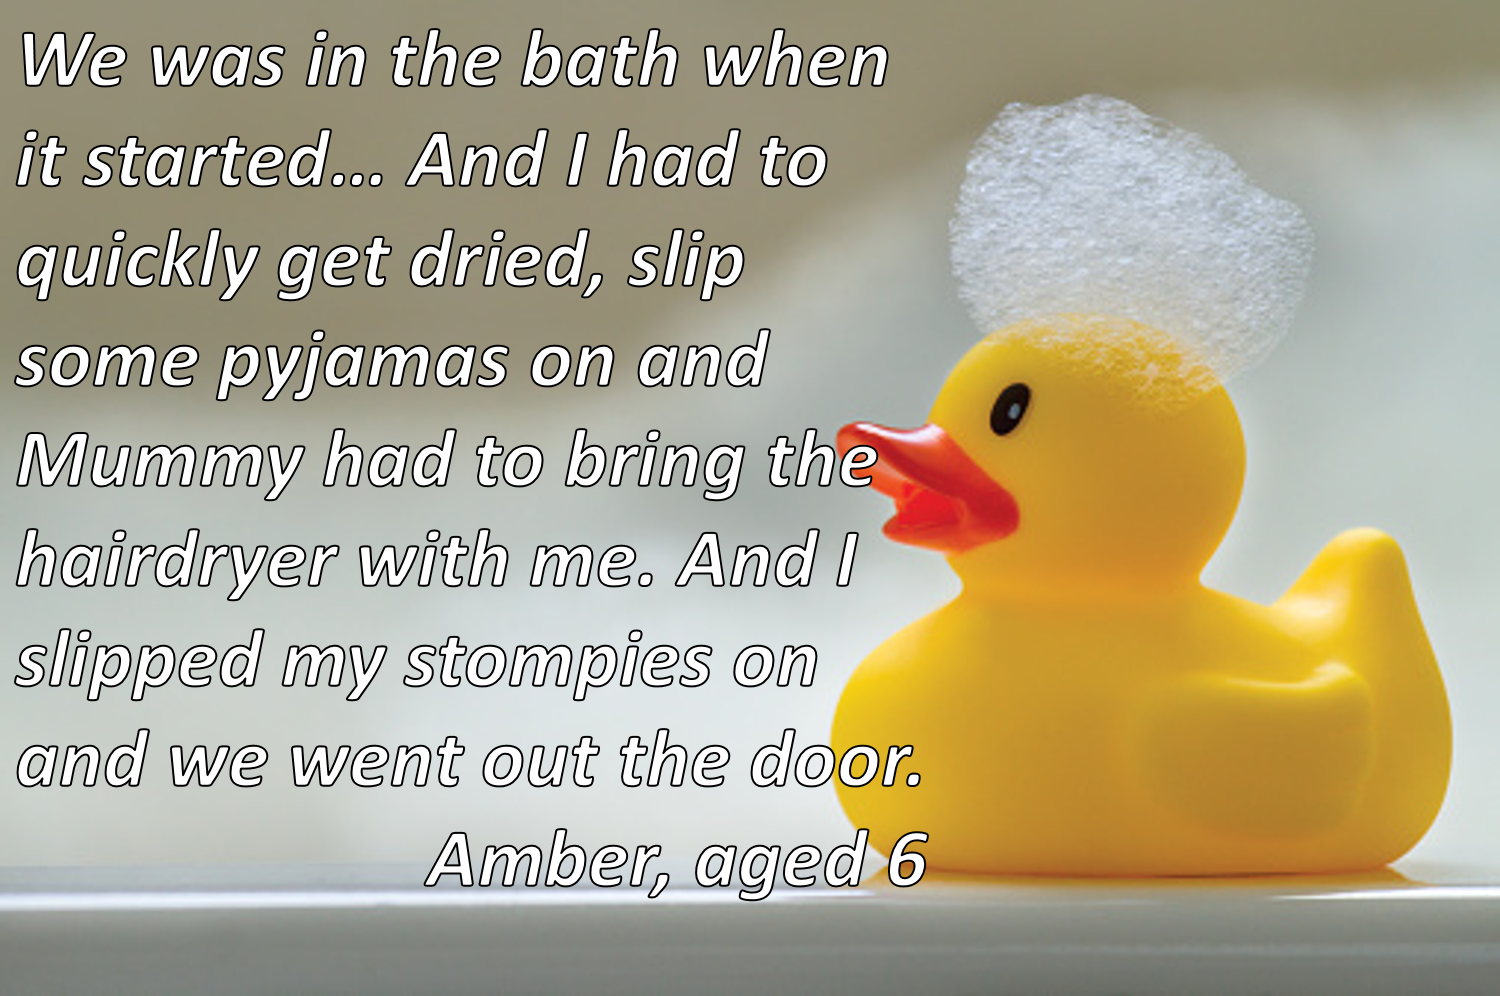 We was in the bath when
it started... And I had to
quickly get dried, slip
some pyjamas on and
Mummy had to bring the
hairdryer with me. And I
slipped my stompies on
and we went out the door.
Amber, aged 6